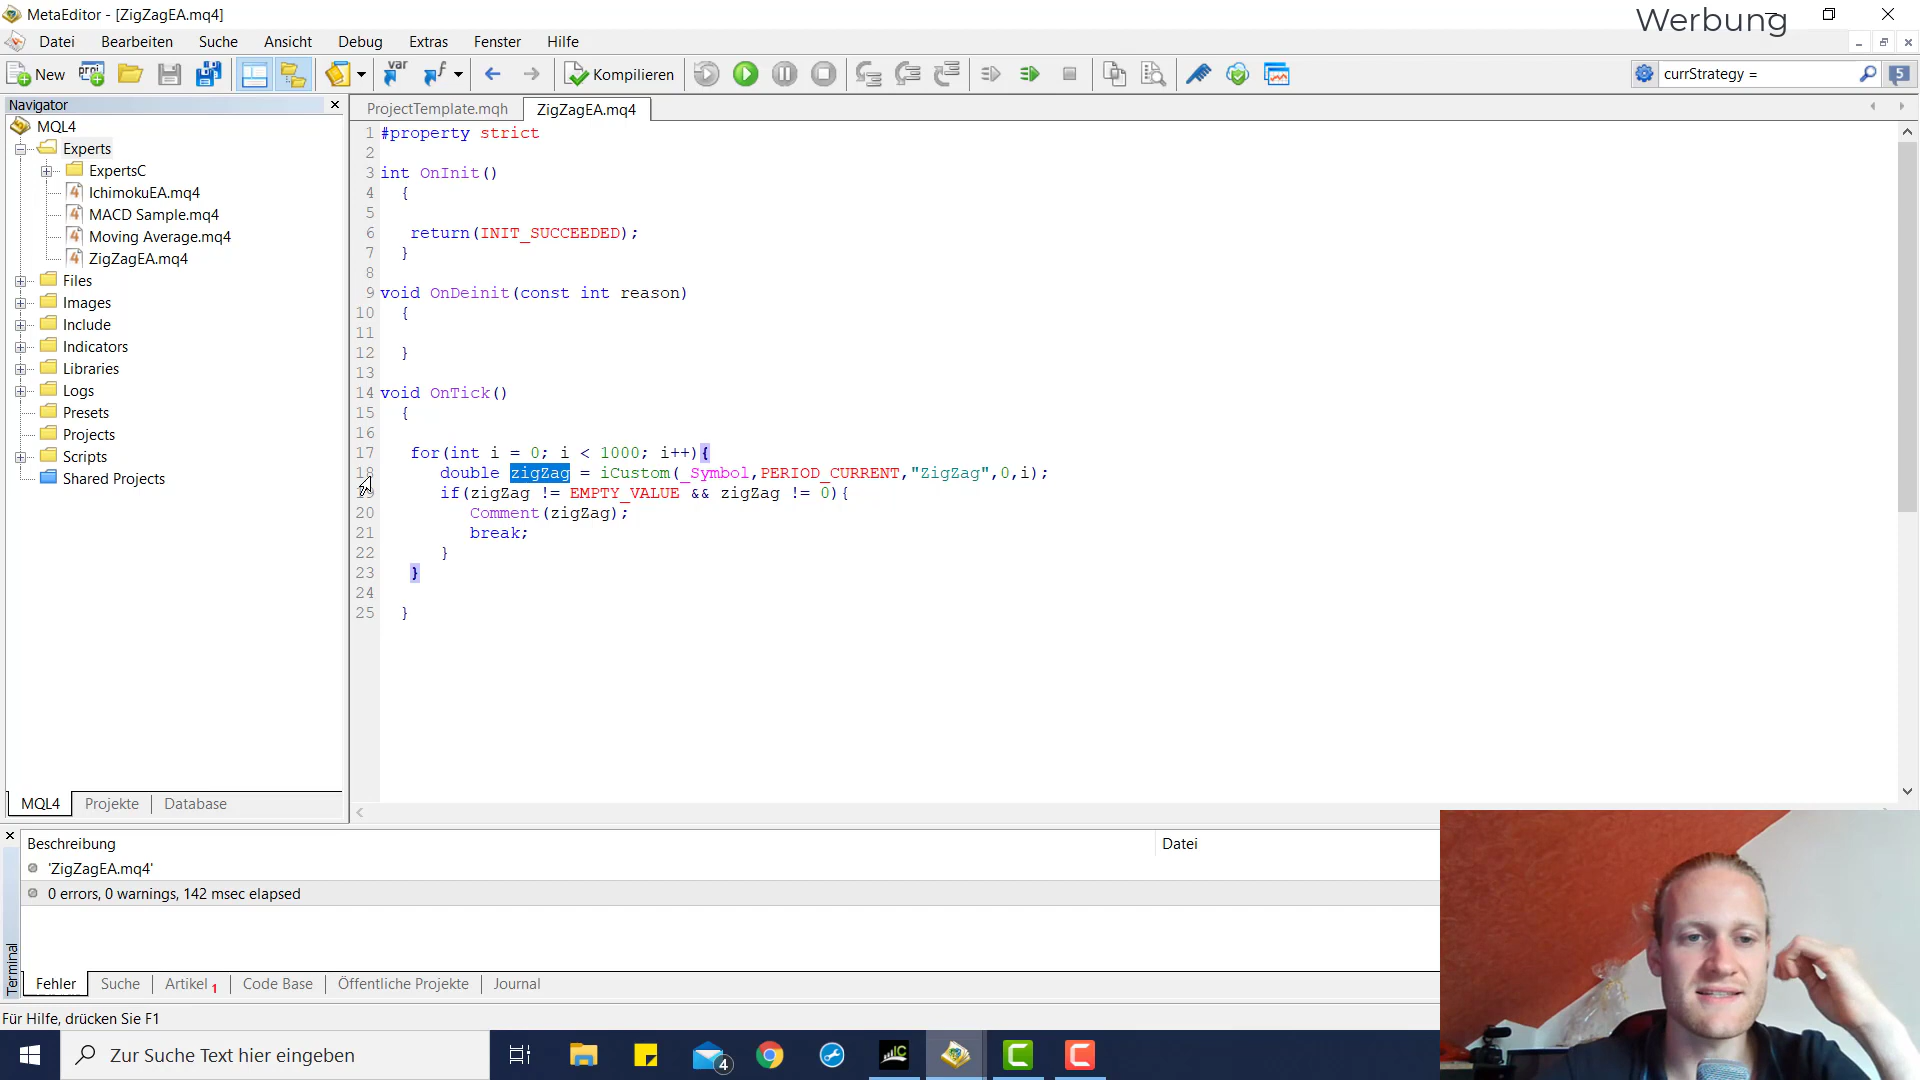 MetaEditor - [ZigZagEA.mq4]
Werbung
Datei Bearbeiten Suche Ansicht Debug Extras Fenster Hilfe
New var f Kompilieren currStrategy = 5
Navigator
ProjectTemplate.mqh ZigZagEA.mq4
MQL4
Experts
ExpertsC
IchimokuEA.mq4
MACD Sample.mq4
Moving Average.mq4
ZigZagEA.mq4
Files
Images
Include
Indicators
Libraries
Logs
Presets
Projects
Scripts
Shared Projects
MQL4 Projekte Database
1 #property strict
2
3 int OnInit()
4 {
5
6 return(INIT_SUCCEEDED);
7 }
8
9 void OnDeinit(const int reason)
10 {
11
12 }
13
14 void OnTick()
15 {
16
17 for(int i = 0; i < 1000; i++){
18 double zigZag = iCustom(_Symbol,PERIOD_CURRENT,"ZigZag",0,i);
19 if(zigZag != EMPTY_VALUE && zigZag != 0){
20 Comment(zigZag);
21 break;
22 }
23 }
24
25 }
Beschreibung Datei
'ZigZagEA.mq4'
0 errors, 0 warnings, 142 msec elapsed
Terminal
Fehler Suche Artikel 1 Code Base Öffentliche Projekte Journal
Für Hilfe, drücken Sie F1
Zur Suche Text hier eingeben
4
IC
C
C